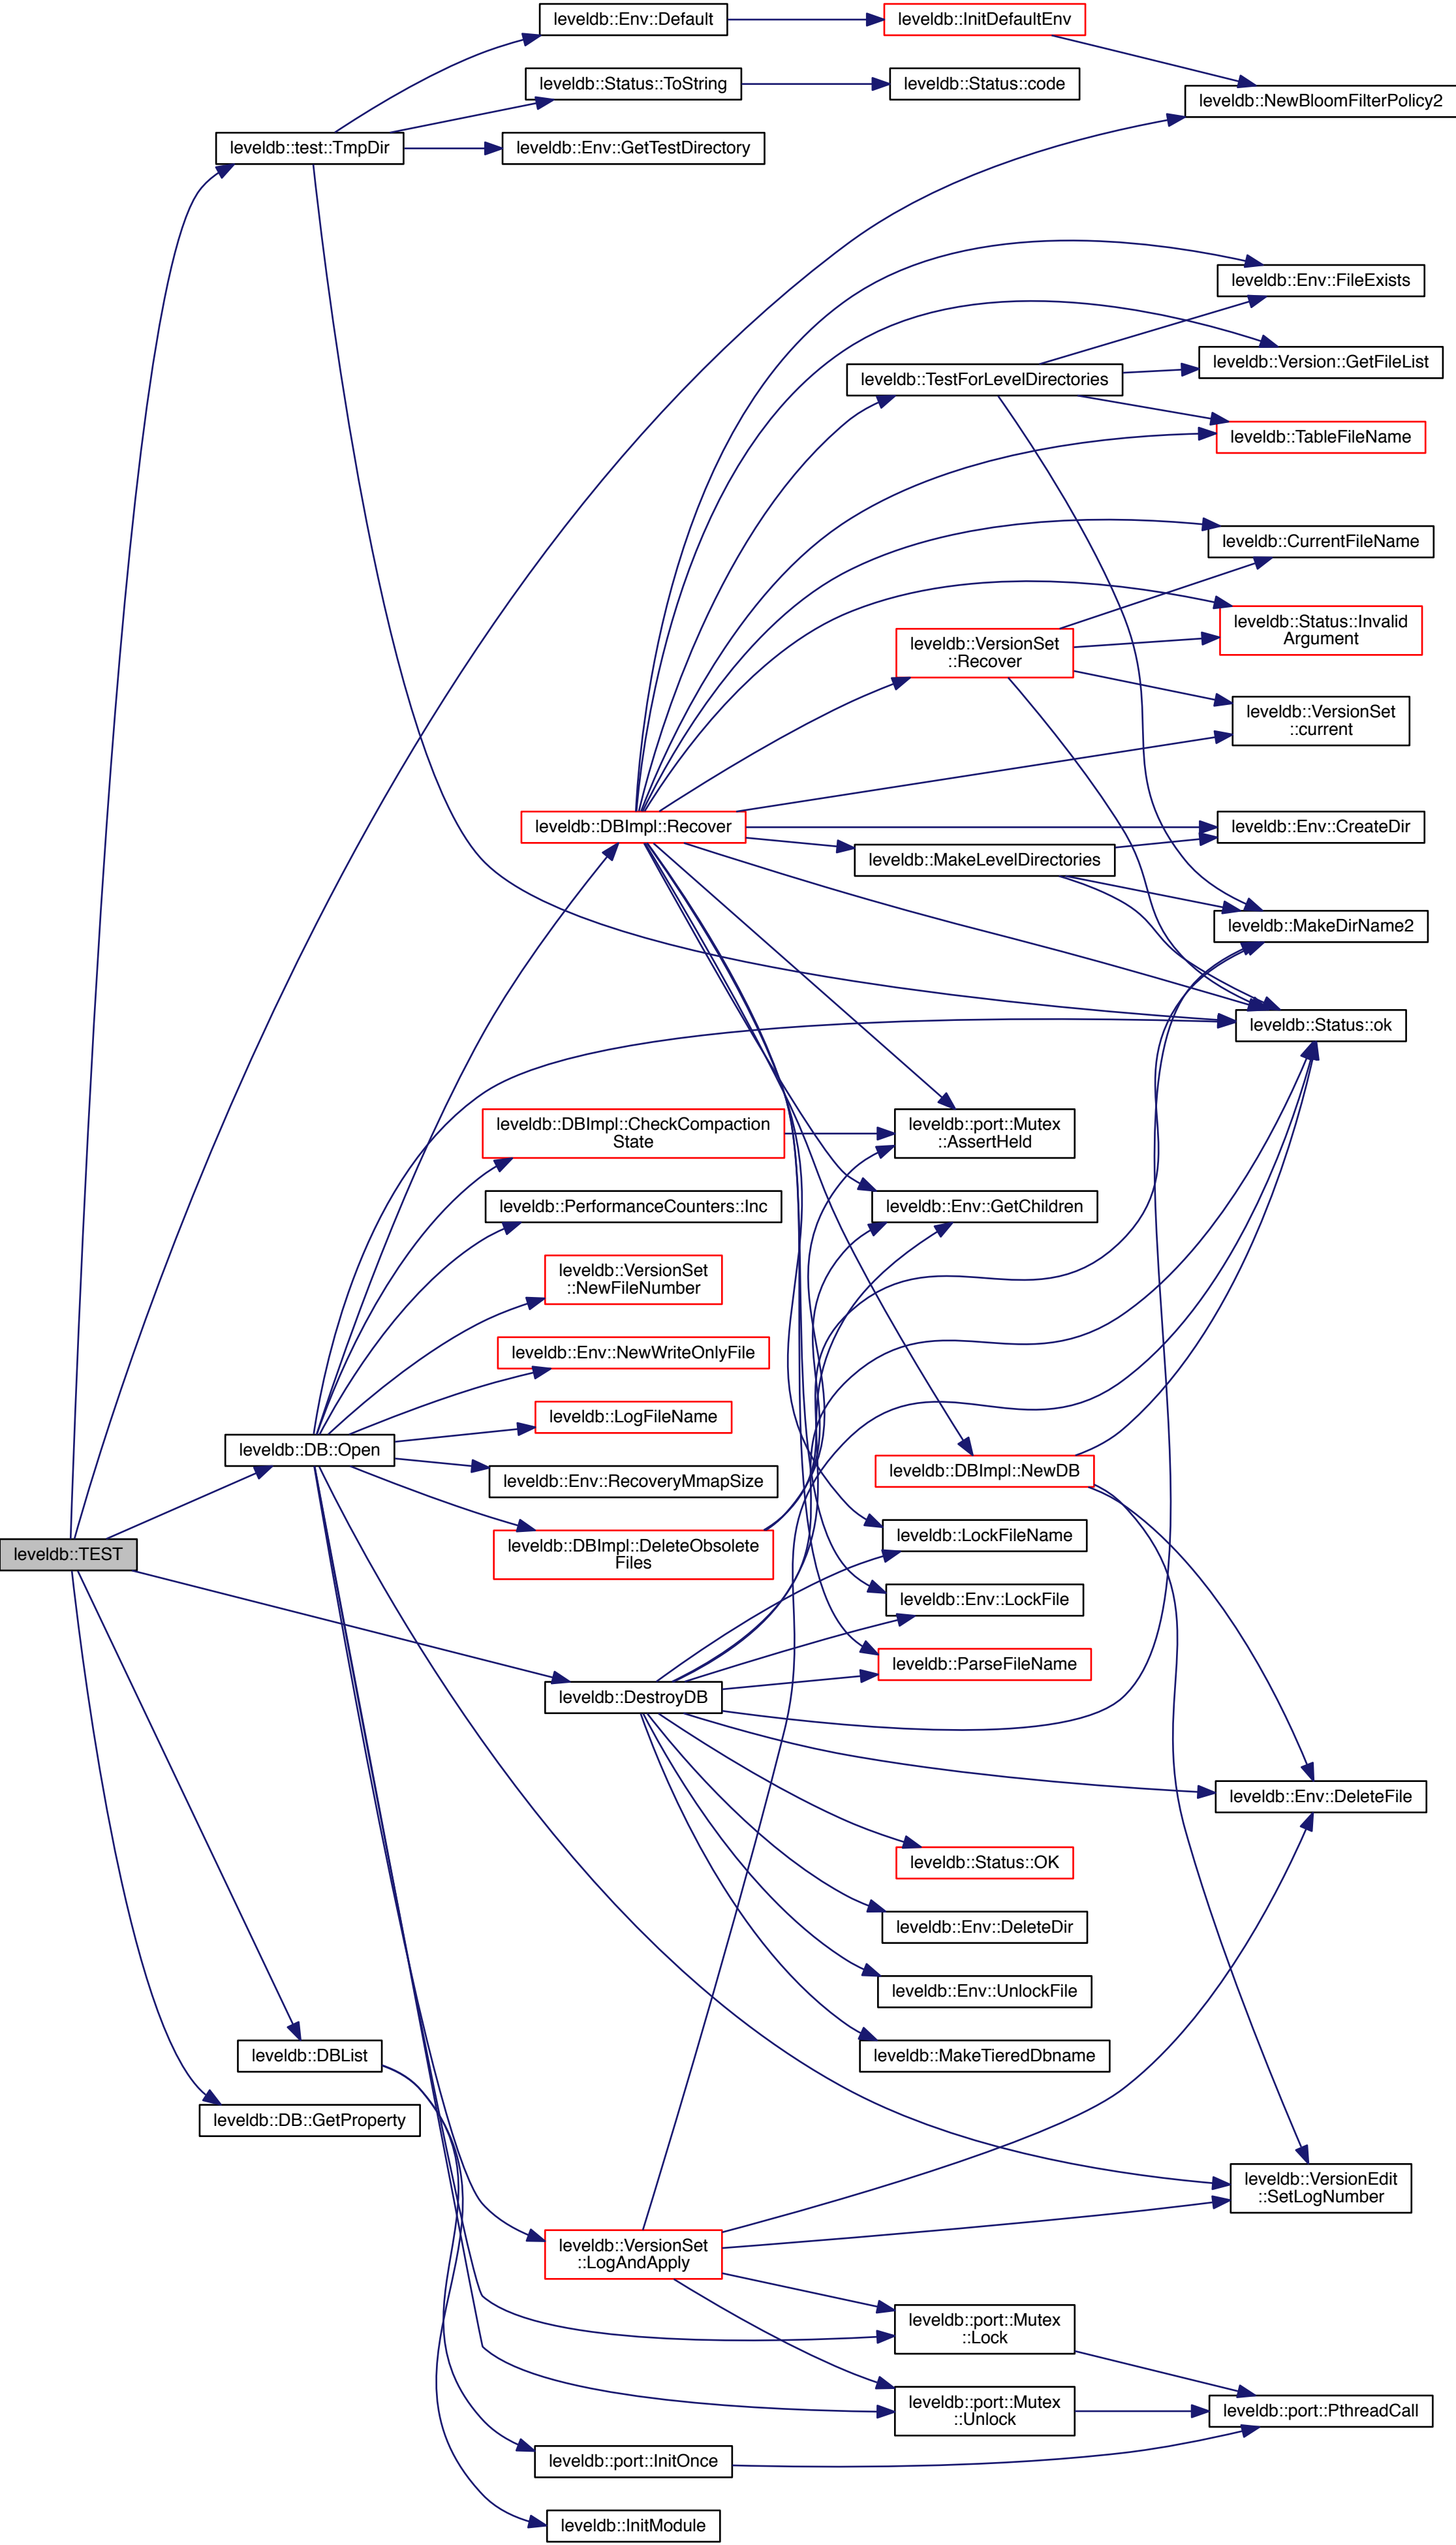 leveldb::Env::Default
leveldb::InitDefaultEnv
leveldb::Status::ToString
leveldb::Status::code
leveldb::NewBloomFilterPolicy2
leveldb::test::TmpDir
leveldb::Env::GetTestDirectory
leveldb::Env::FileExists
leveldb::Version::GetFileList
leveldb::TestForLevelDirectories
leveldb::TableFileName
leveldb::CurrentFileName
leveldb::Status::Invalid
Argument
leveldb::VersionSet
::Recover
leveldb::VersionSet
::current
leveldb::DBImpl::Recover
leveldb::Env::CreateDir
leveldb::MakeLevelDirectories
leveldb::MakeDirName2
leveldb::Status::ok
leveldb::DBImpl::CheckCompaction
State
leveldb::port::Mutex
::AssertHeld
leveldb::PerformanceCounters::Inc
leveldb::Env::GetChildren
leveldb::VersionSet
::NewFileNumber
leveldb::Env::NewWriteOnlyFile
leveldb::LogFileName
leveldb::DB::Open
leveldb::Env::RecoveryMmapSize
leveldb::DBImpl::NewDB
leveldb::TEST
leveldb::DBImpl::DeleteObsolete
Files
leveldb::LockFileName
leveldb::Env::LockFile
leveldb::ParseFileName
leveldb::DestroyDB
leveldb::Env::DeleteFile
leveldb::Status::OK
leveldb::Env::DeleteDir
leveldb::Env::UnlockFile
leveldb::DBList
leveldb::MakeTieredDbname
leveldb::DB::GetProperty
leveldb::VersionEdit
::SetLogNumber
leveldb::VersionSet
::LogAndApply
leveldb::port::Mutex
::Lock
leveldb::port::Mutex
::Unlock
leveldb::port::PthreadCall
leveldb::port::InitOnce
leveldb::InitModule